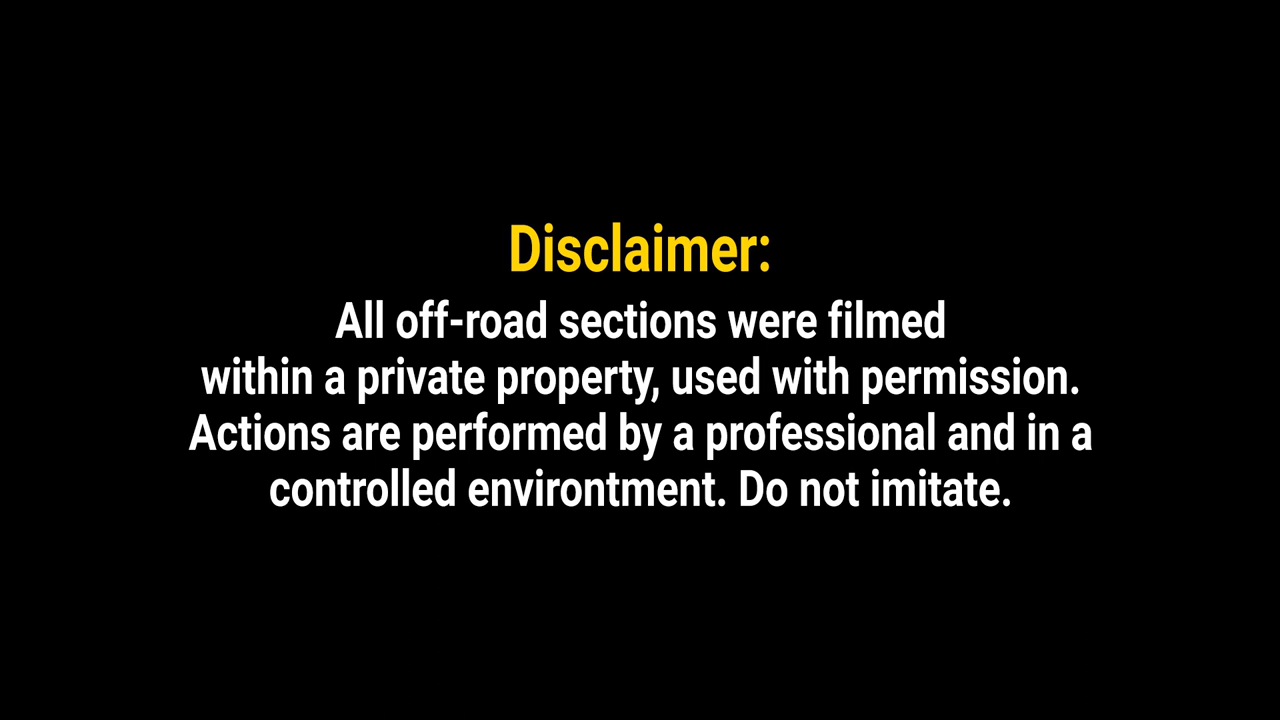 Disclaimer:
All off-road sections were filmed
within a private property, used with permission.
Actions are performed by a professional and in a
controlled environtment. Do not imitate.